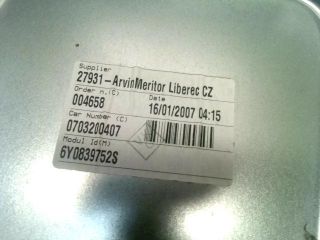 Supplier
27931-ArvinMeritor Liberec CZ
Order n.(C) Date
004658 16/01/2007 04:15
Car Number (C)
0703200407
Modul Id(M)
6Y0839752S